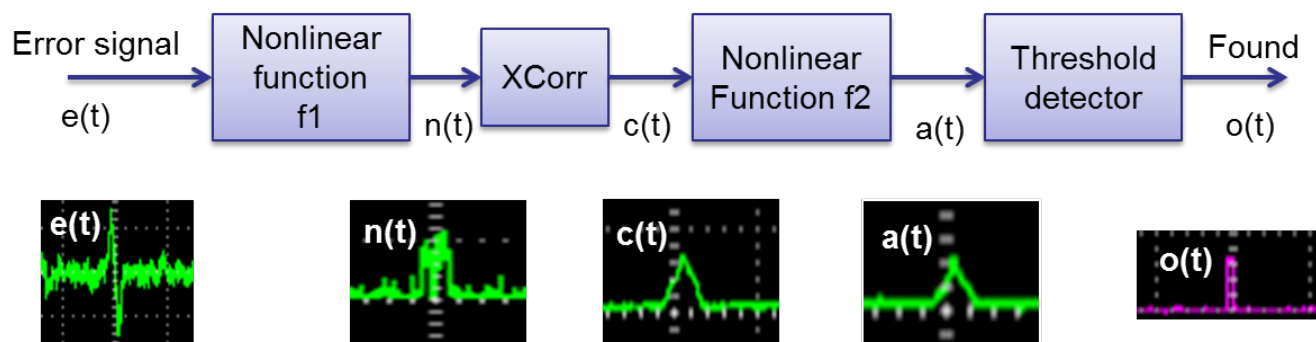 Error signal
e(t)
Nonlinear
function
f1
n(t)
XCorr
c(t)
Nonlinear
Function f2
a(t)
Threshold
detector
Found
o(t)
e(t)
n(t)
c(t)
a(t)
o(t)